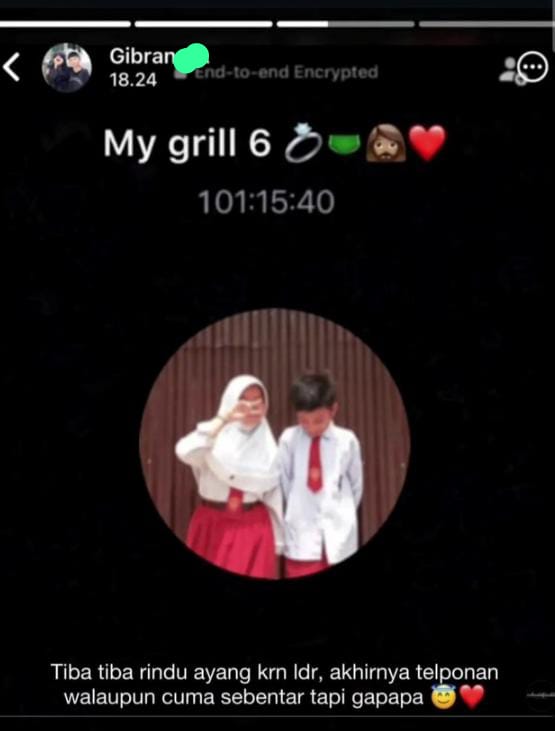 Gibran
18.24
End-to-end Encrypted
My grill 6 💍🩲👩🏽❤️
101:15:40
Tiba tiba rindu ayang krn ldr, akhirnya telponan
walaupun cuma sebentar tapi gapapa 😇❤️